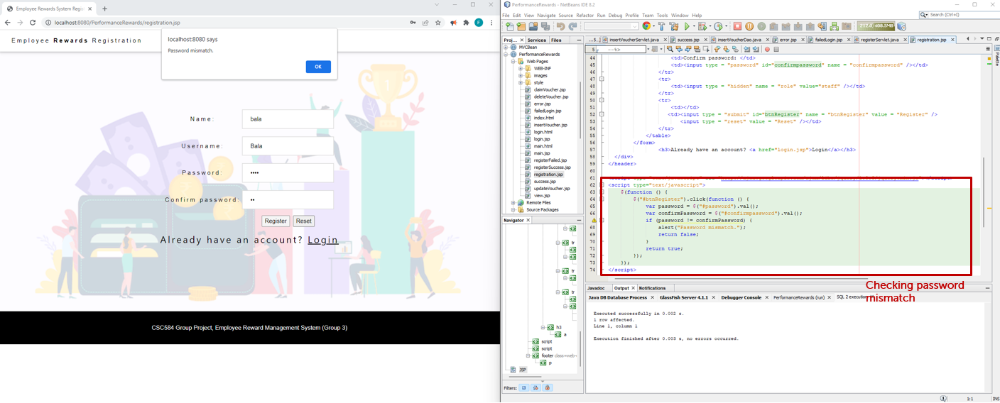 Employee Rewards System Regi
localhost:8080/PerformanceRewards/registration.jsp
F
localhost:8080 says
Password mismatch.
OK
Employee Rewards Registration
Name:
bala
Username:
Bala
Password:
••••
Confirm password:
••
Register Reset
Already have an account? Login
CSC584 Group Project, Employee Reward Management System (Group 3)
PerformanceRewards - NetBeans IDE 8.2
File Edit View Navigate Source Refactor Run Debug Profile Team Tools Window Help
Search (Ctrl+I)
212.0/408.5MB
Proj... Services Files
MVCBean
PerformanceRewards
Web Pages
WEB-INF
images
style
claimVoucher.jsp
deleteVoucher.jsp
error.jsp
failedLogin.jsp
index.html
insertVoucher.jsp
login.html
login.jsp
main.html
main.jsp
registerFailed.jsp
registerSuccess.jsp
registration.jsp
success.jsp
updateVoucher.jsp
view.jsp
Remote Files
Source Packages
Navigator
tr
tr
tr
h3
a
script
script
footer class=web-
p
JSP
Filters:
...5...] insertVoucherServlet.java success.jsp insertVoucherDao.java error.jsp failedLogin.jsp registerServlet.java registration.jsp
Palette
5 --%>
44 <td>Confirm password: </td>
45 <td><input type = "password" id="confirmpassword" name = "confirmpassword" /></td>
46 </tr>
47 <tr>
48 <td><input type = "hidden" name = "role" value="staff" /></td>
49 </tr>
50 <tr>
51 <td></td>
52 <td><input type = "submit" id="btnRegister" name = "btnRegister" value = "Register" />
53 <input type = "reset" value = "Reset" /></td>
54 </tr>
55 </table>
56 </form>
57 <h3>Already have an account? <a href="login.jsp">Login</a></h3>
58 </div>
59 </header>
60
61
62 <script type="text/javascript">
63 $(function () {
64 $("#btnRegister").click(function () {
65 var password = $("#password").val();
66 var confirmPassword = $("#confirmpassword").val();
if (password != confirmPassword) {
68 alert("Password mismatch.");
69 return false;
70 }
71 return true;
72 });
73 });
74 </script>
Checking password
mismatch
Javadoc Output Notifications
Java DB Database Process GlassFish Server 4.1.1 Debugger Console PerformanceRewards (run) SQL 2 execution
Executed successfully in 0.002 s.
1 row affected.
Line 1, column 1
Execution finished after 0.003 s, no errors occurred.
1:1 INS